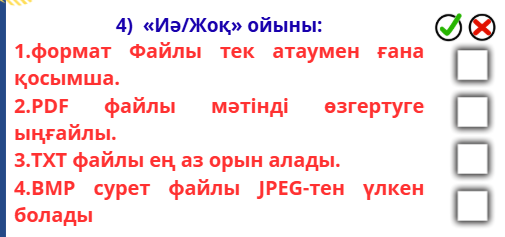 4) «Иә/Жоқ» ойыны:
1.формат Файлы тек атаумен ғана
қосымша.
2.PDF файлы мәтінді өзгертуге
ыңғайлы.
3.TXT файлы ең аз орын алады.
4.BMP сурет файлы JPEG-тен үлкен
болады